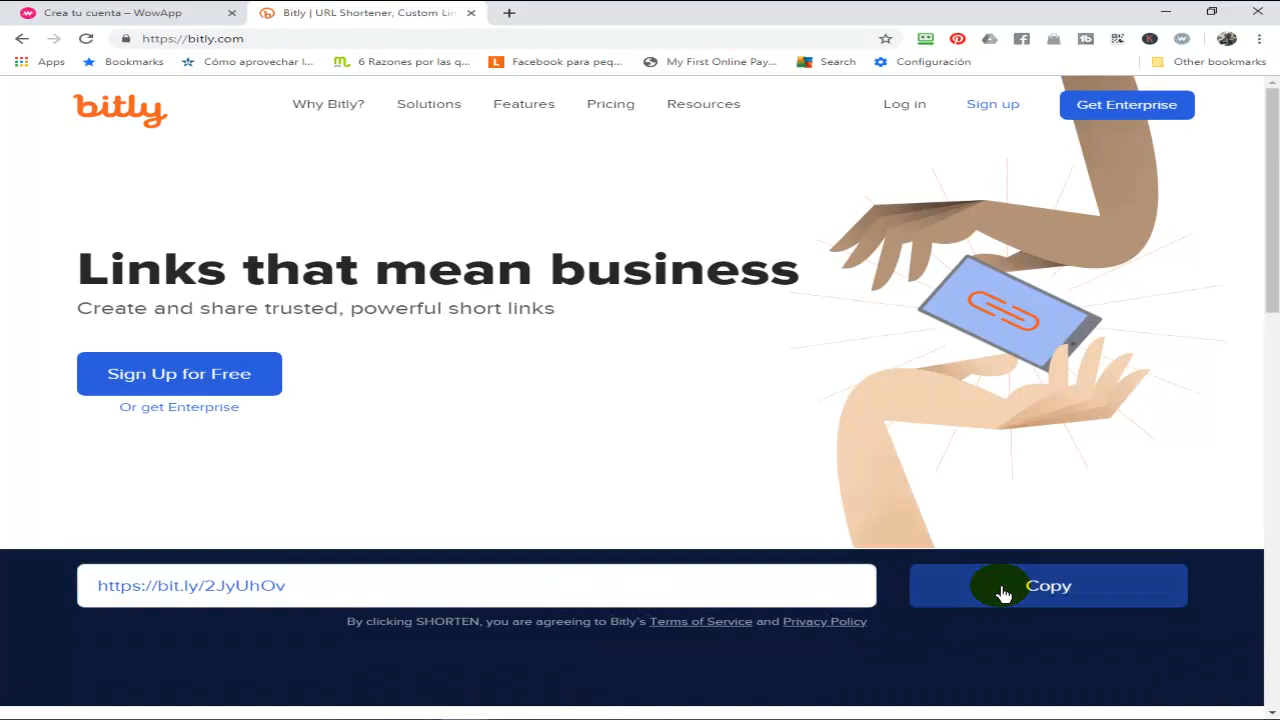 Crea tu cuenta – WowApp
Bitly | URL Shortener, Custom Lin
https://bitly.com
Apps
Bookmarks
Cómo aprovechar l...
6 Razones por las q...
Facebook para peq...
My First Online Pay...
Search
Configuración
Other bookmarks
bitly
Why Bitly?
Solutions
Features
Pricing
Resources
Log in
Sign up
Get Enterprise
Links that mean business
Create and share trusted, powerful short links
Sign Up for Free
Or get Enterprise
https://bit.ly/2JyUhOv
Copy
By clicking SHORTEN, you are agreeing to Bitly's Terms of Service and Privacy Policy